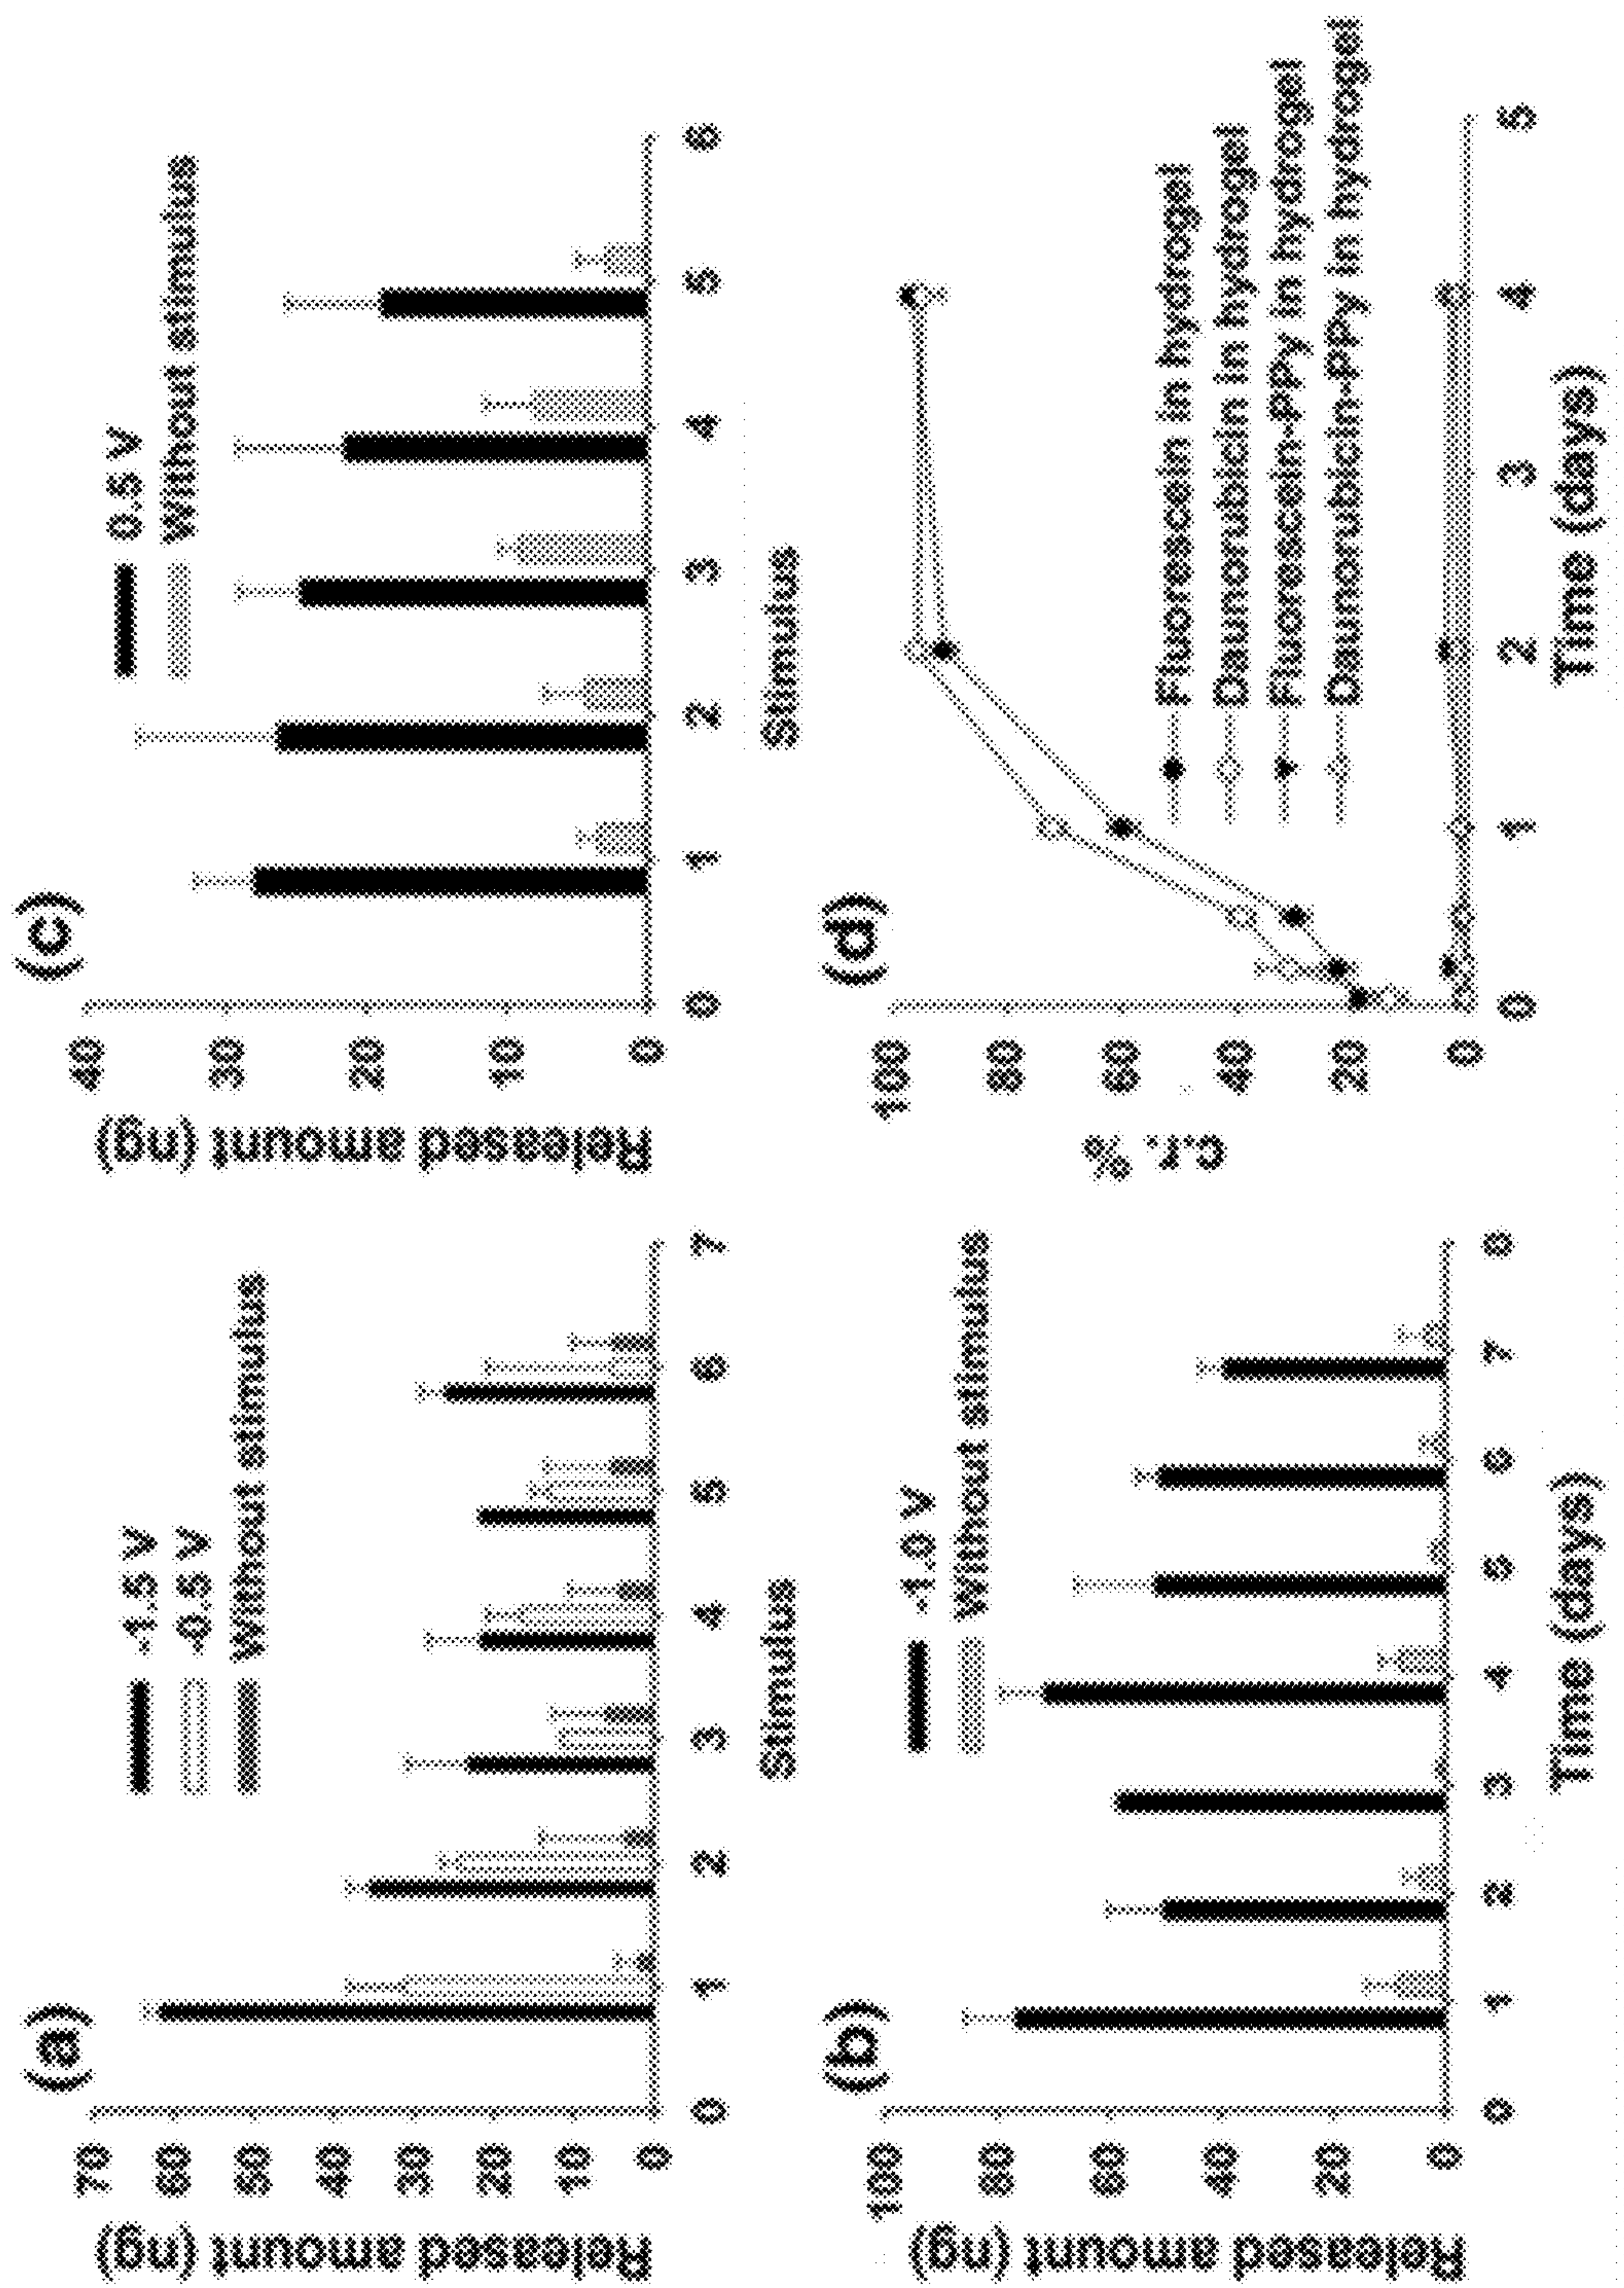 (a)
Released amount (ng)
70
60
50
40
30
20
10
0
-1.5 V
-0.5 V
Without stimulus
0 1 2 3 4 5 6 7
Stimulus
(b)
Released amount (ng)
100
80
60
40
20
0
-1.0 V
Without stimulus
0 1 2 3 4 5 6 7 8
Time (days)
(c)
Released amount (ng)
40
30
20
10
0
0.5 V
Without stimulus
0 1 2 3 4 5 6
Stimulus
(d)
c.r. %
100
80
60
40
20
0
Fluorescein in hydrogel
Daunorubicin in hydrogel
Fluorescein-PPy in hydrogel
Daunorubicin-PPy in hydrogel
0 1 2 3 4 5
Time (days)